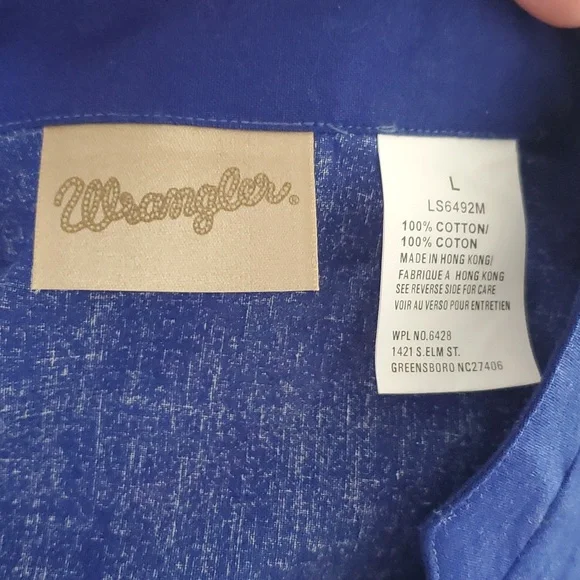 Wrangler®
L
LS6492M
100% COTTON/
100% COTON
MADE IN HONG KONG/
FABRIQUE A HONG KONG
SEE REVERSE SIDE FOR CARE
VOIR AU VERSO POUR ENTRETIEN
WPL NO.6428
1421 S.ELM ST.
GREENSBORO NC27406